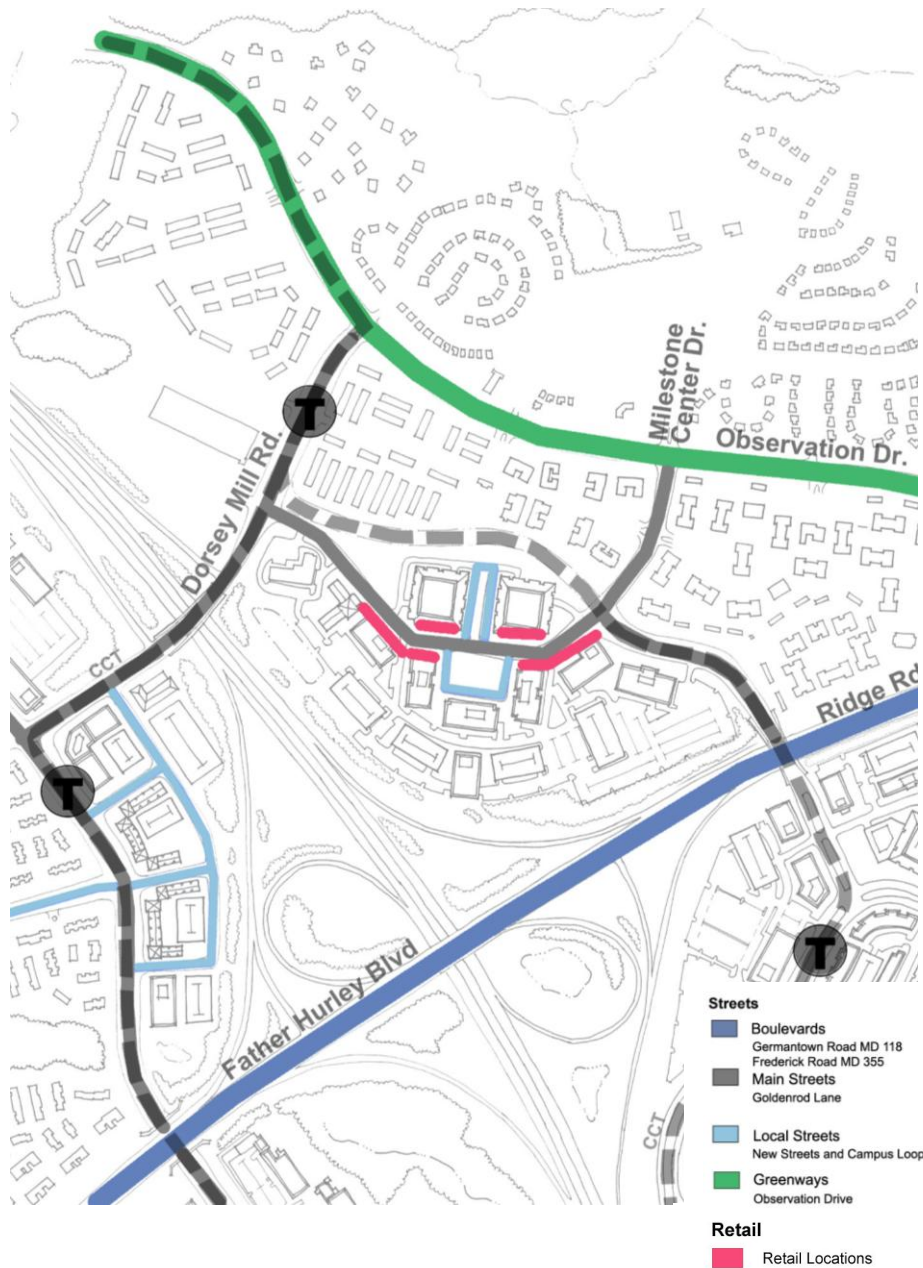 T
Milestone
Center Dr.
Observation Dr.
Dorsey Mill Rd.
CCT
Ridge Rd
T
T
Father Hurley Blvd
CCT
Streets
Boulevards
Germantown Road MD 118
Frederick Road MD 355
Main Streets
Goldenrod Lane
Local Streets
New Streets and Campus Loop
Greenways
Observation Drive
Retail
Retail Locations